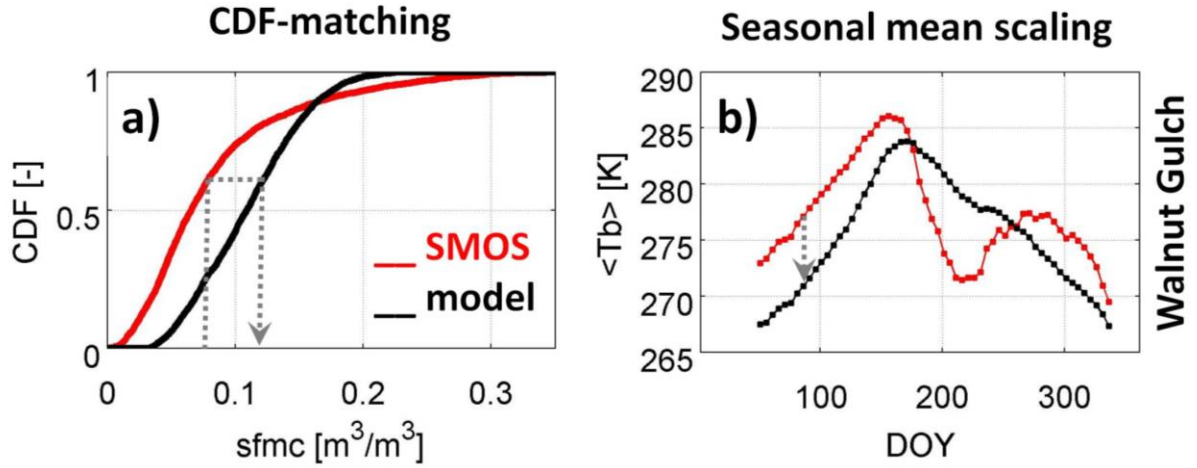 CDF-matching
a)
CDF [-]
1
0.5
0
0
0.1
0.2
0.3
sfmc [m³/m³]
SMOS
model
Seasonal mean scaling
b)
<Tb> [K]
290
285
280
275
270
265
100
200
300
DOY
Walnut Gulch